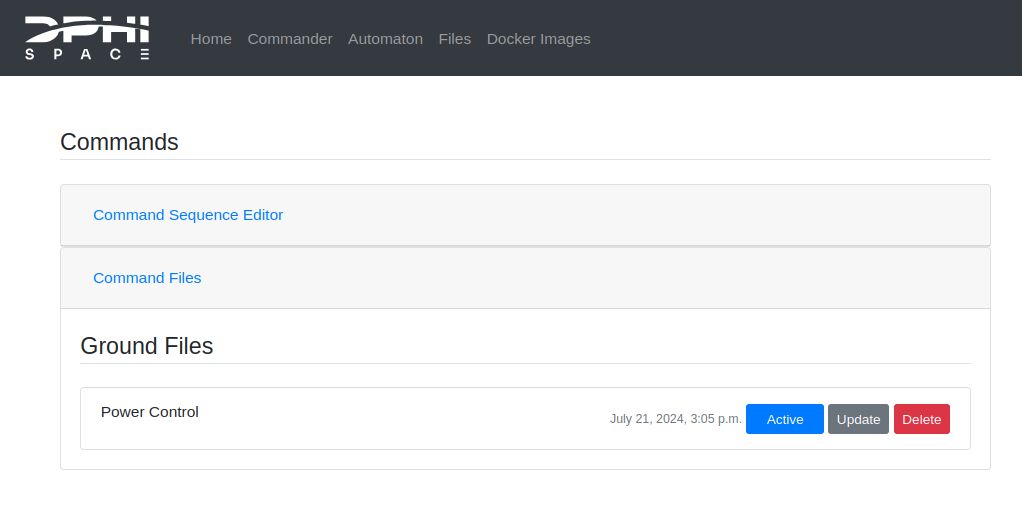 DPHI
SPACE
Home Commander Automaton Files Docker Images
Commands
Command Sequence Editor
Command Files
Ground Files
Power Control
July 21, 2024, 3:05 p.m. Active Update Delete